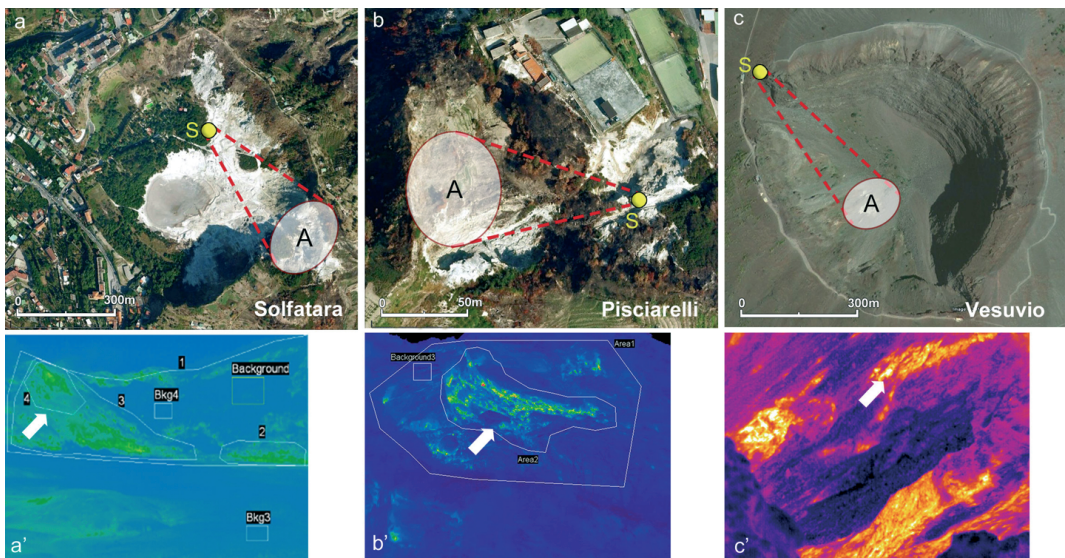 a
S
A
0
300m
Solfatara
b
A
S
0
50m
Pisciarelli
c
S
A
0
300m
Vesuvio
1
Background
4
3
Bkg4
2
Bkg3
a'
Area1
Background3
Area2
b'
c'